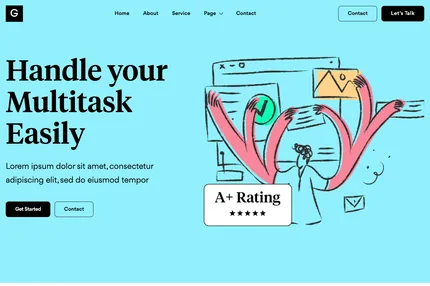 G
Home About Service Page Contact
Contact Let's Talk
Handle your
Multitask
Easily
Lorem ipsum dolor sit amet, consectetur
adipiscing elit, sed do eiusmod tempor
Get Started Contact
A+ Rating